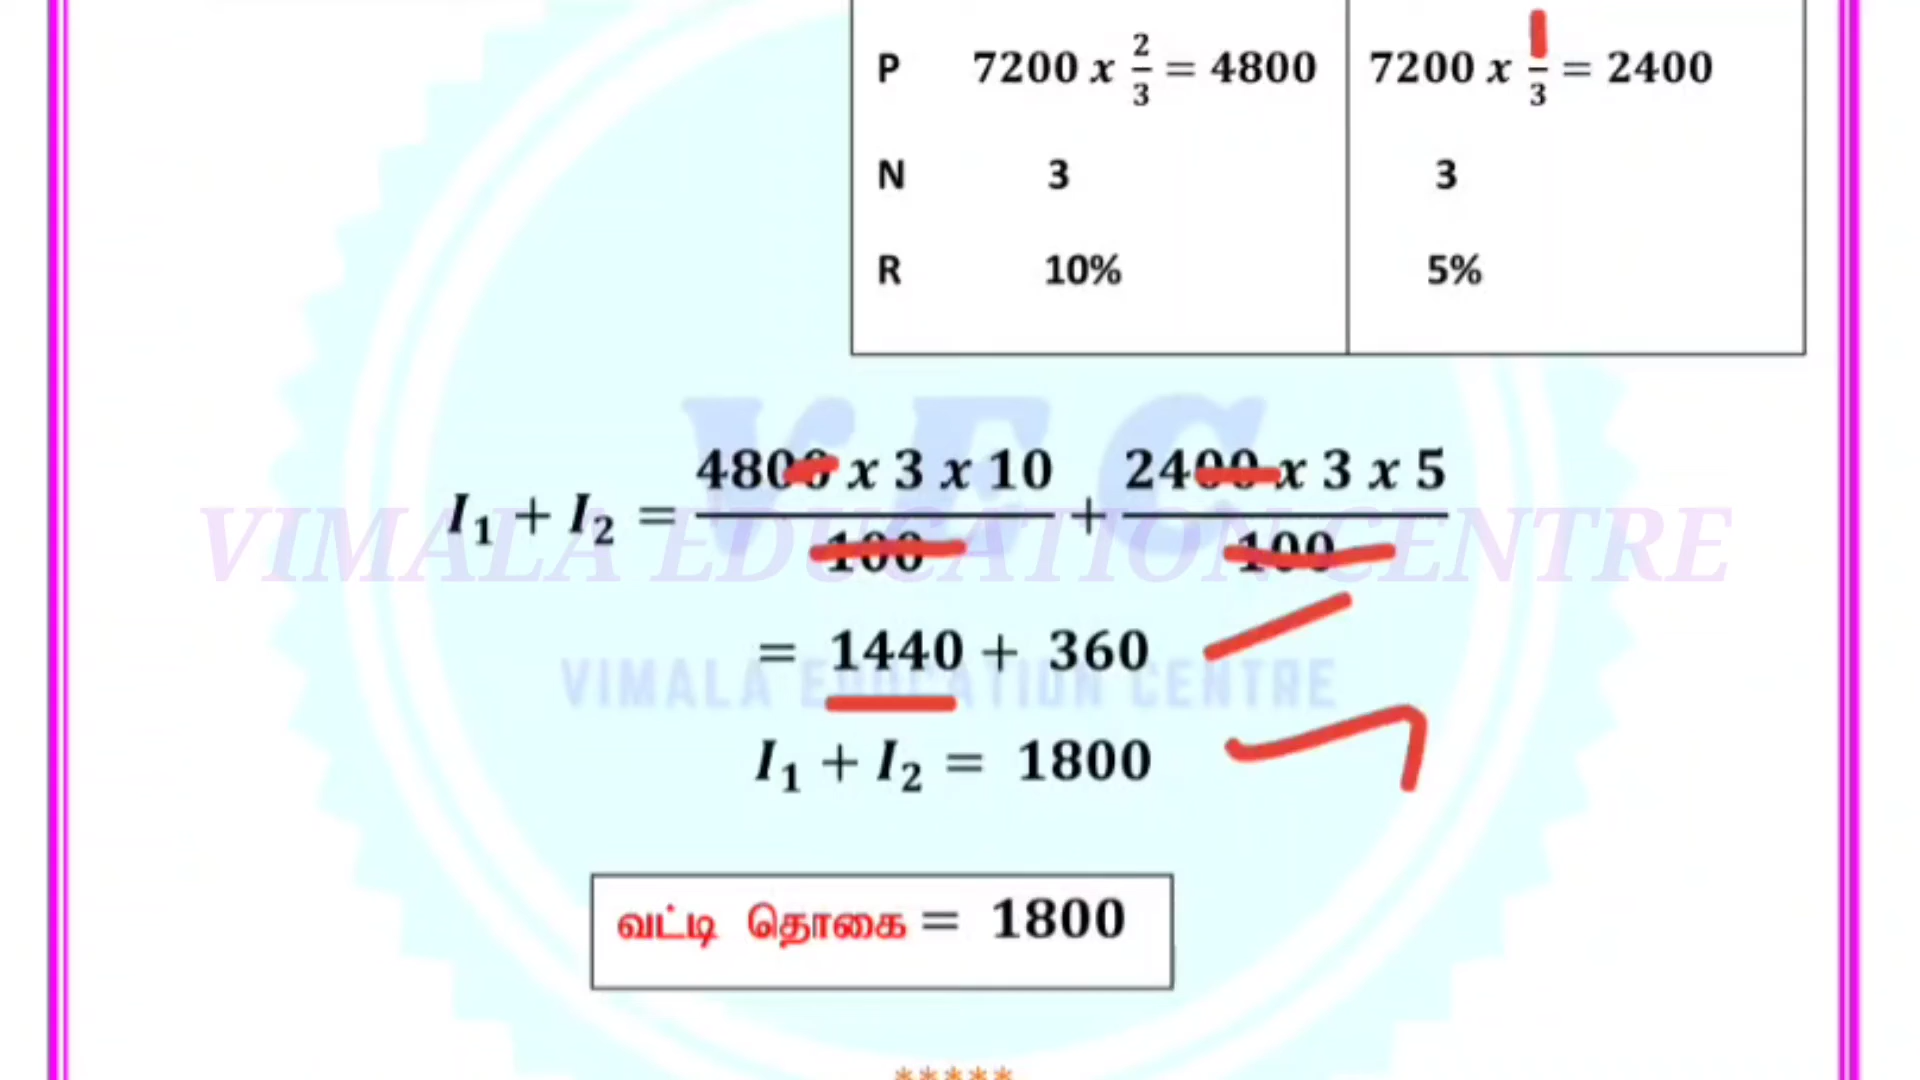 P 7200 x 2/3 = 4800 7200 x 1/3 = 2400
N 3 3
R 10% 5%
VEC
I₁ + I₂ = 4800 x 3 x 10 / 100 + 2400 x 3 x 5 / 100
VIMALA EDUCATION CENTRE
= 1440 + 360
VIMALA EDUCATION CENTRE
I₁ + I₂ = 1800
வட்டி தொகை = 1800
*****